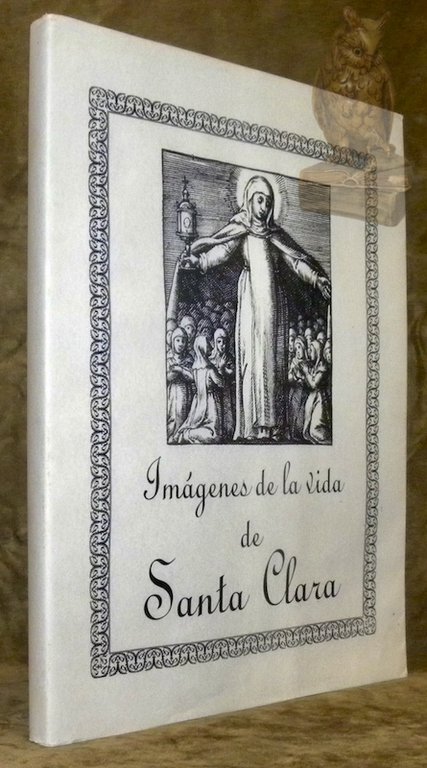 Imágenes de la vida
de
Santa Clara